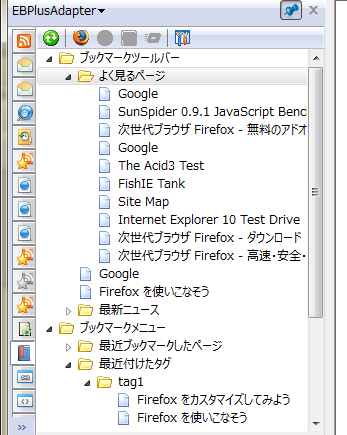 EBPlusAdapter
ブックマークツールバー
よく見るページ
Google
SunSpider 0.9.1 JavaScript Benc
次世代ブラウザ Firefox - 無料のアドオ
Google
The Acid3 Test
FishIE Tank
Site Map
Internet Explorer 10 Test Drive
次世代ブラウザ Firefox - ダウンロード
次世代ブラウザ Firefox - 高速・安全・
Google
Firefox を使いこなそう
最新ニュース
ブックマークメニュー
最近ブックマークしたページ
最近付けたタグ
tag1
Firefox をカスタマイズしてみよう
Firefox を使いこなそう